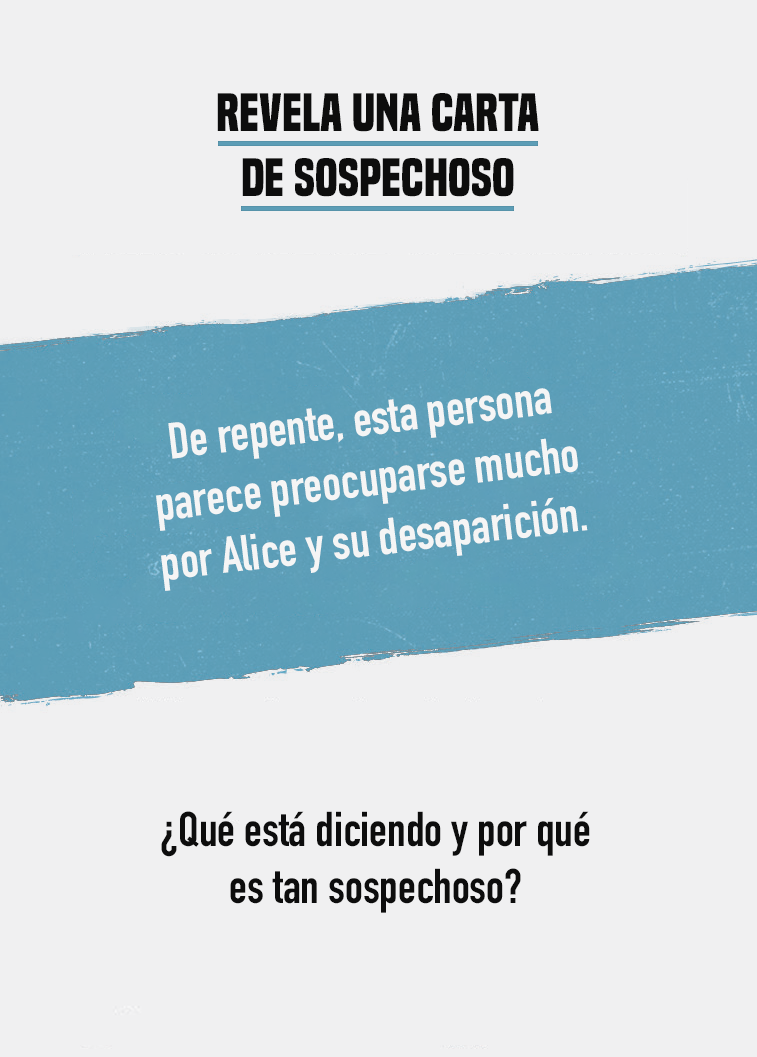 REVELA UNA CARTA
DE SOSPECHOSO
De repente, esta persona
parece preocuparse mucho
por Alice y su desaparición.
¿Qué está diciendo y por qué
es tan sospechoso?